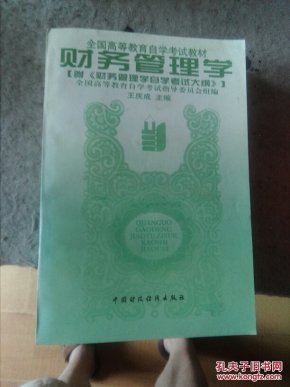 全国高等教育自学考试教材
财务管理学
【附《财务管理学自学考试大纲》】
全国高等教育自学考试指导委员会组编
王庆成 主编
QUANGUO
GAODENG
JIAOYU ZIXUE
KAOSHI
JIAOCAI
中国财政经济出版社
孔夫子旧书网
www.kongfz.com